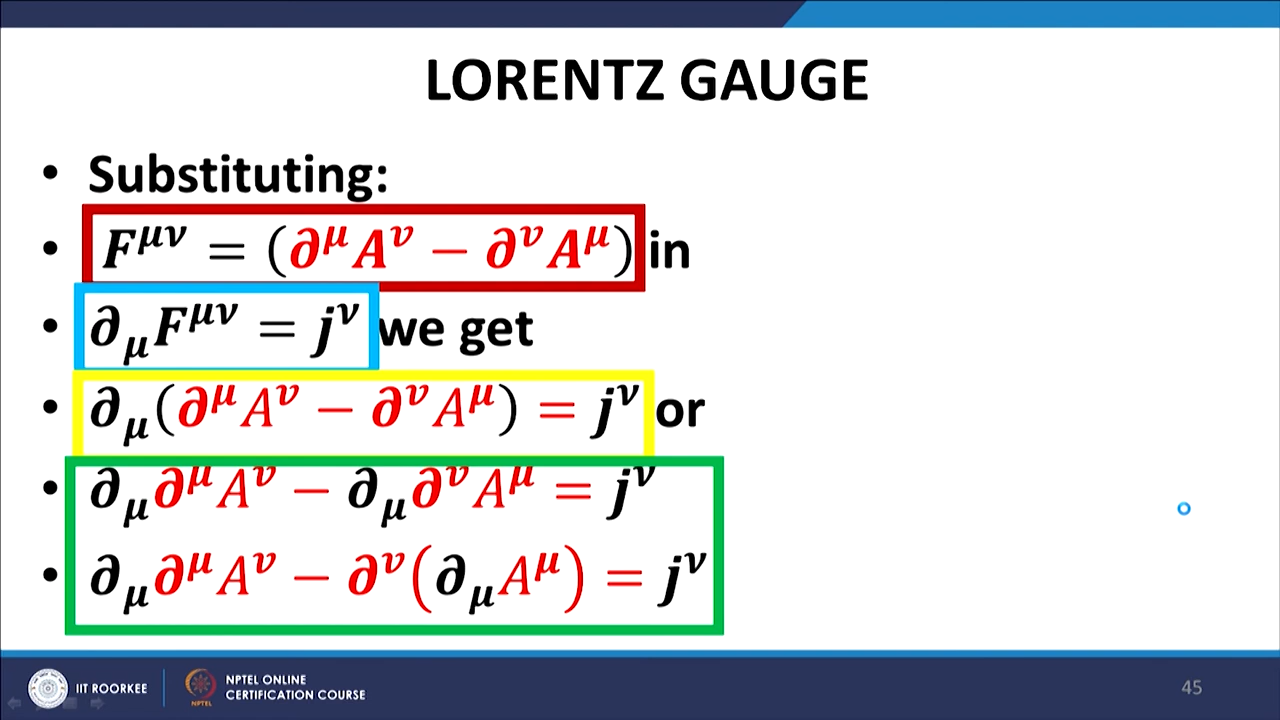 LORENTZ GAUGE
• Substituting:
• F^{μν} = (∂^μ A^ν − ∂^ν A^μ) in
• ∂_μ F^{μν} = j^ν we get
• ∂_μ(∂^μ A^ν − ∂^ν A^μ) = j^ν or
• ∂_μ ∂^μ A^ν − ∂_μ ∂^ν A^μ = j^ν
• ∂_μ ∂^μ A^ν − ∂^ν(∂_μ A^μ) = j^ν
IIT ROORKEE
NPTEL ONLINE
CERTIFICATION COURSE
NPTEL
45